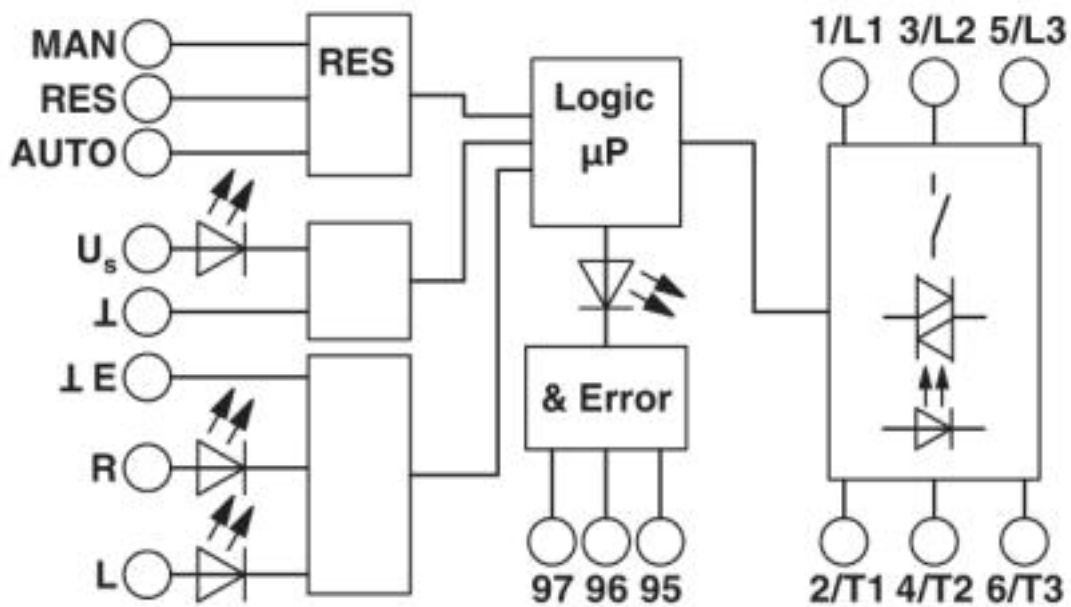 MAN
RES
AUTO
RES
Us
⊥
⊥ E
R
L
Logic
µP
& Error
97 96 95
1/L1 3/L2 5/L3
2/T1 4/T2 6/T3